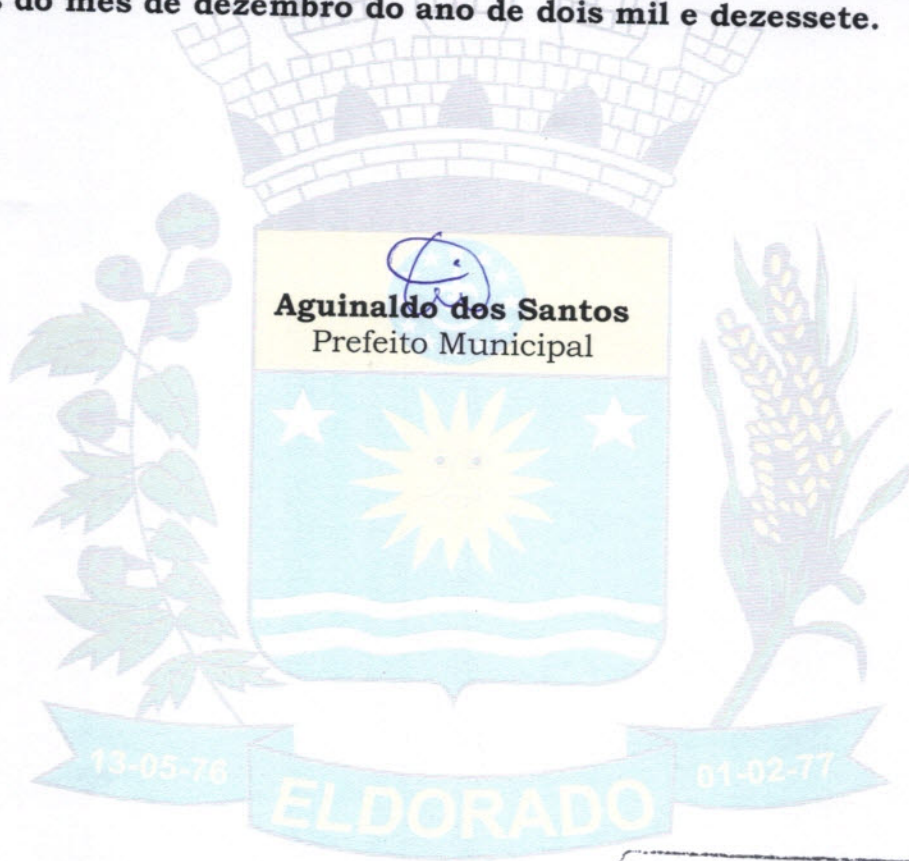 do mês de dezembro do ano de dois mil e dezessete.
Aguinaldo dos Santos
Prefeito Municipal
13-05-76
ELDORADO
01-02-77